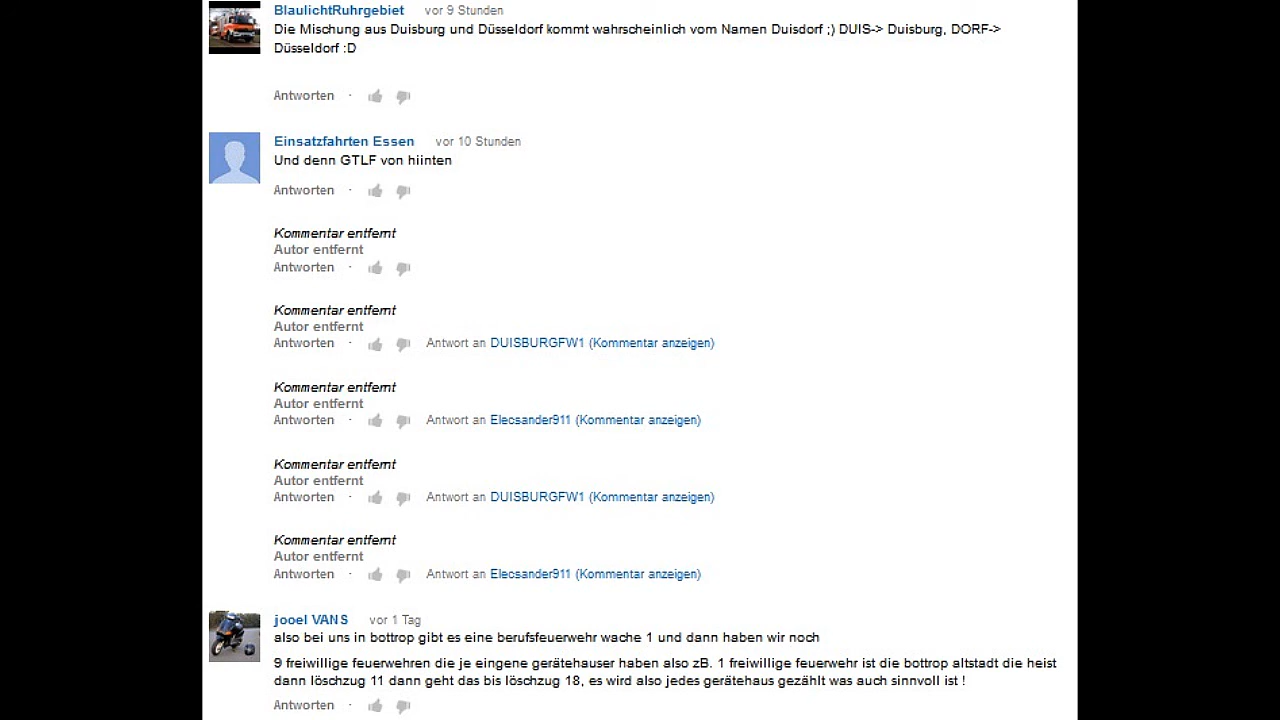 BlaulichtRuhrgebiet vor 9 Stunden
Die Mischung aus Duisburg und Düsseldorf kommt wahrscheinlich vom Namen Duisdorf ;) DUIS-> Duisburg, DORF->
Düsseldorf :D
Antworten ·
Einsatzfahrten Essen vor 10 Stunden
Und denn GTLF von hiinten
Antworten ·
Kommentar entfernt
Autor entfernt
Antworten ·
Kommentar entfernt
Autor entfernt
Antworten · Antwort an DUISBURGFW1 (Kommentar anzeigen)
Kommentar entfernt
Autor entfernt
Antworten · Antwort an Elecsander911 (Kommentar anzeigen)
Kommentar entfernt
Autor entfernt
Antworten · Antwort an DUISBURGFW1 (Kommentar anzeigen)
Kommentar entfernt
Autor entfernt
Antworten · Antwort an Elecsander911 (Kommentar anzeigen)
jooel VANS vor 1 Tag
also bei uns in bottrop gibt es eine berufsfeuerwehr wache 1 und dann haben wir noch
9 freiwillige feuerwehren die je eingene gerätehauser haben also zB. 1 freiwillige feuerwehr ist die bottrop altstadt die heist
dann löschzug 11 dann geht das bis löschzug 18, es wird also jedes gerätehaus gezählt was auch sinnvoll ist !
Antworten ·